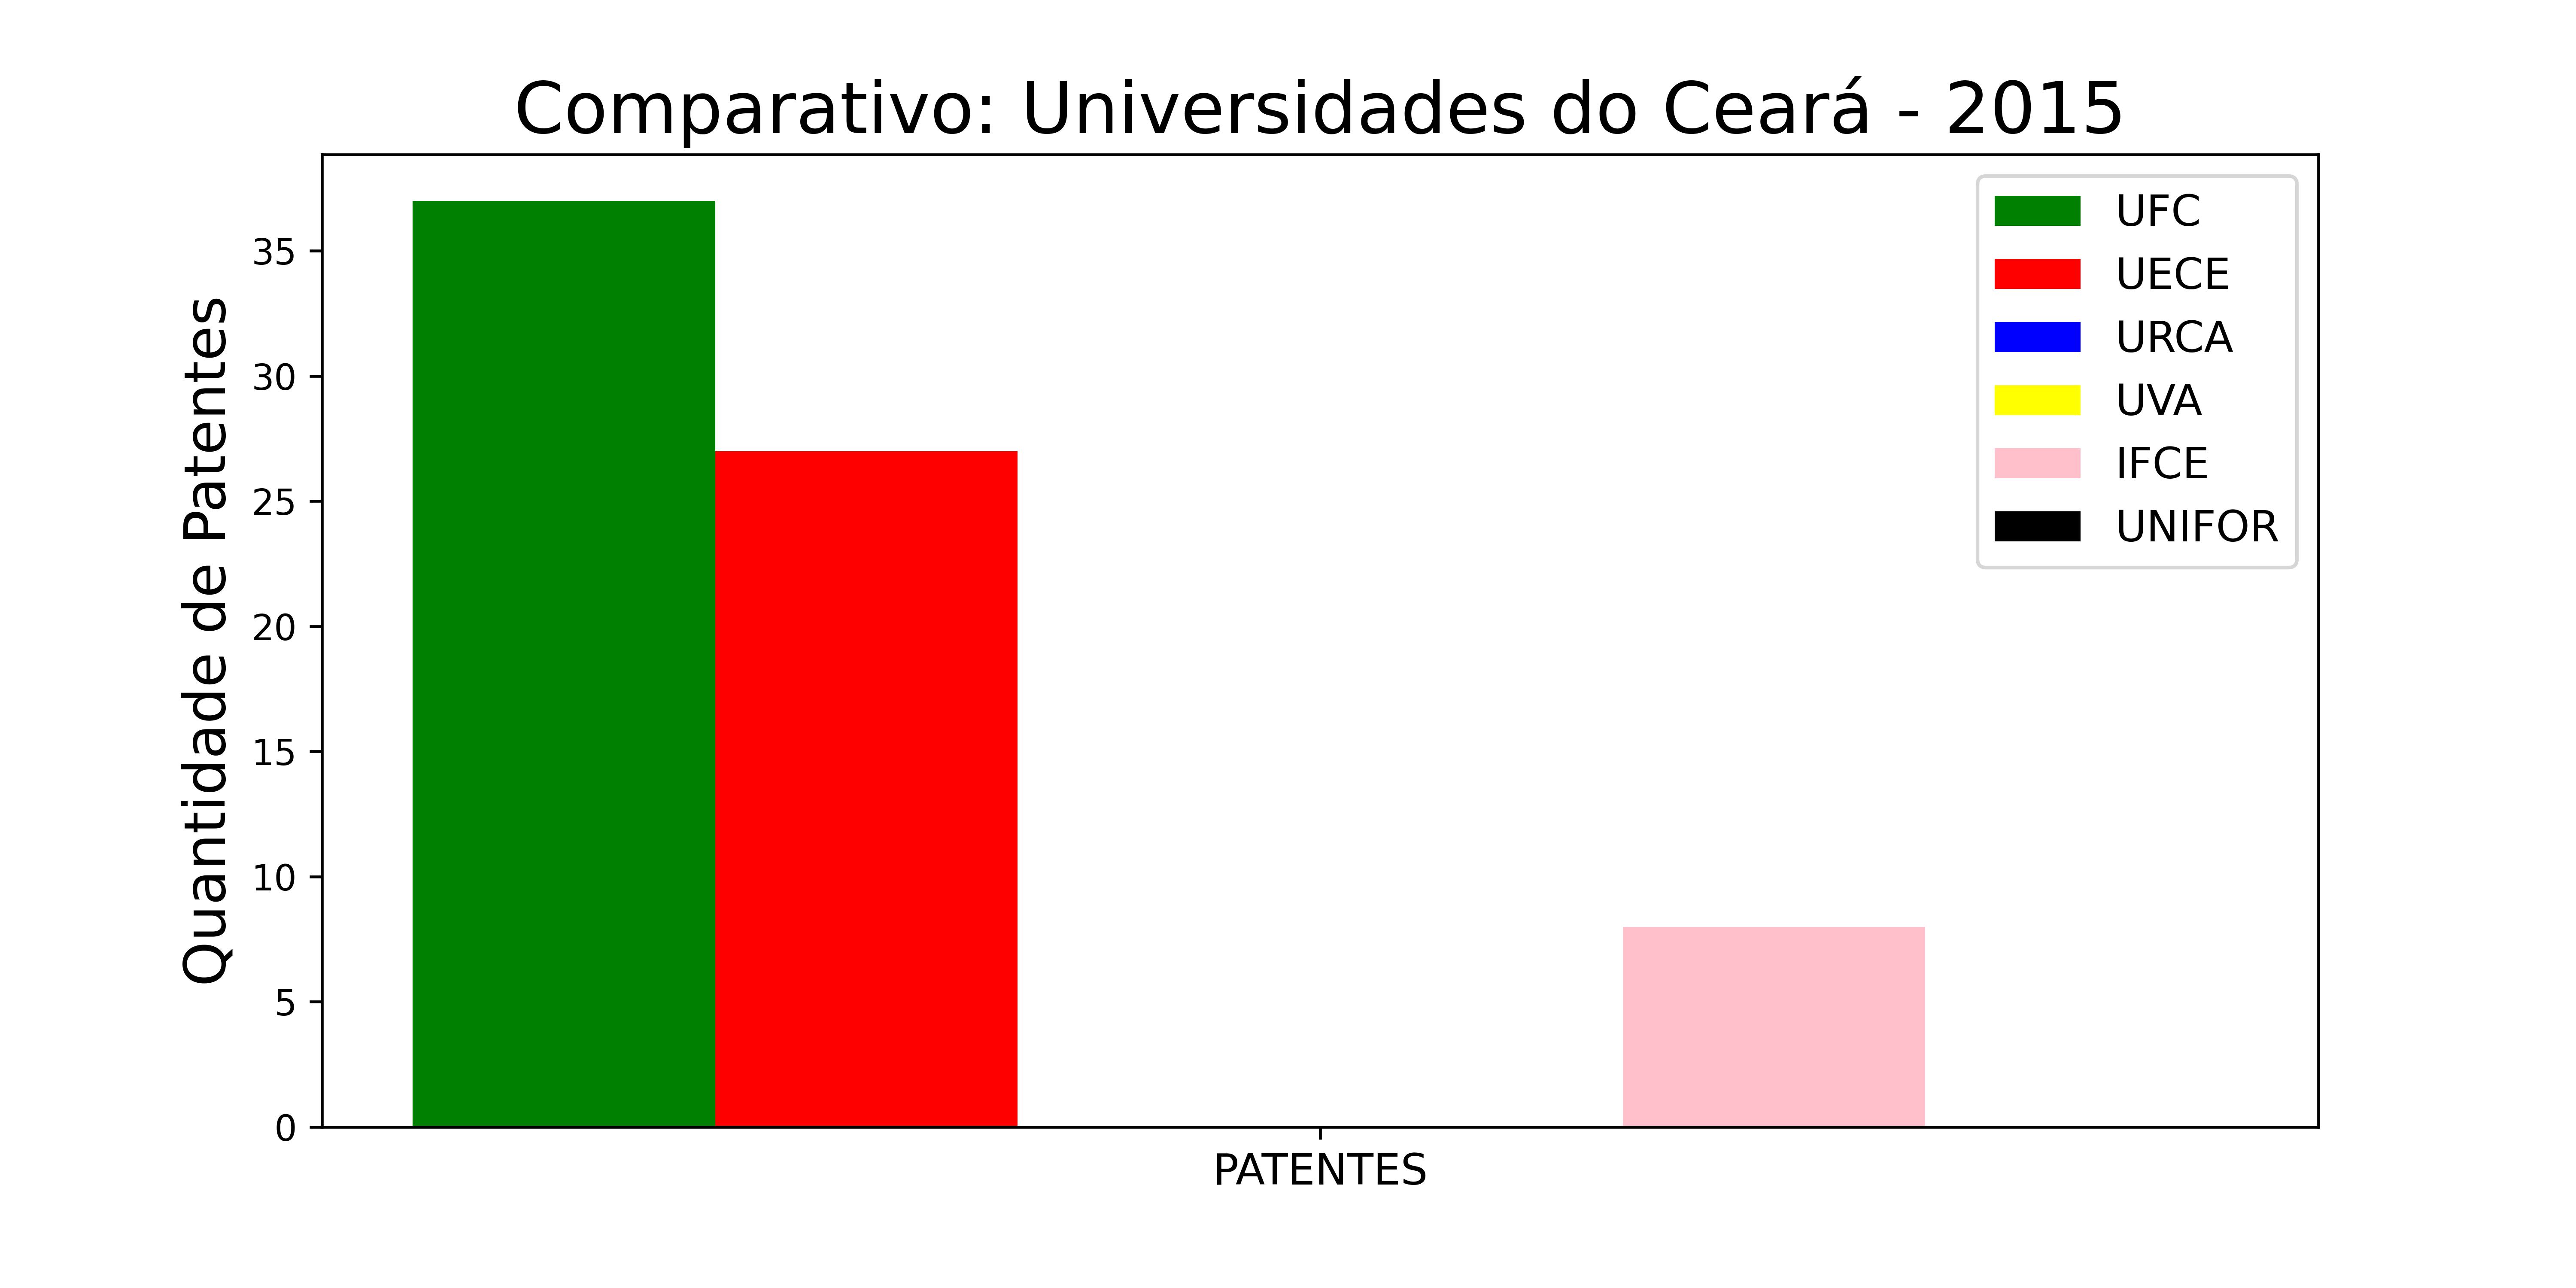 Comparativo: Universidades do Ceará - 2015
Quantidade de Patentes
35
30
25
20
15
10
5
0
PATENTES
UFC
UECE
URCA
UVA
IFCE
UNIFOR